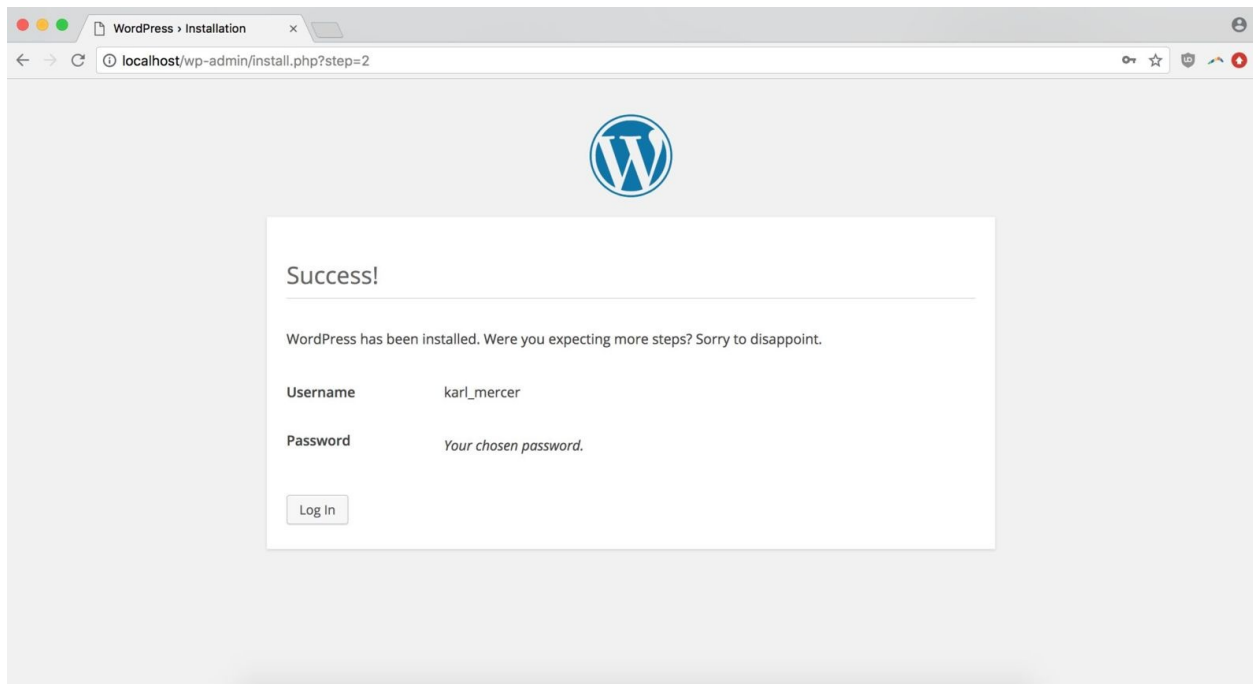 WordPress › Installation
localhost/wp-admin/install.php?step=2
Success!
WordPress has been installed. Were you expecting more steps? Sorry to disappoint.
Username karl_mercer
Password Your chosen password.
Log In